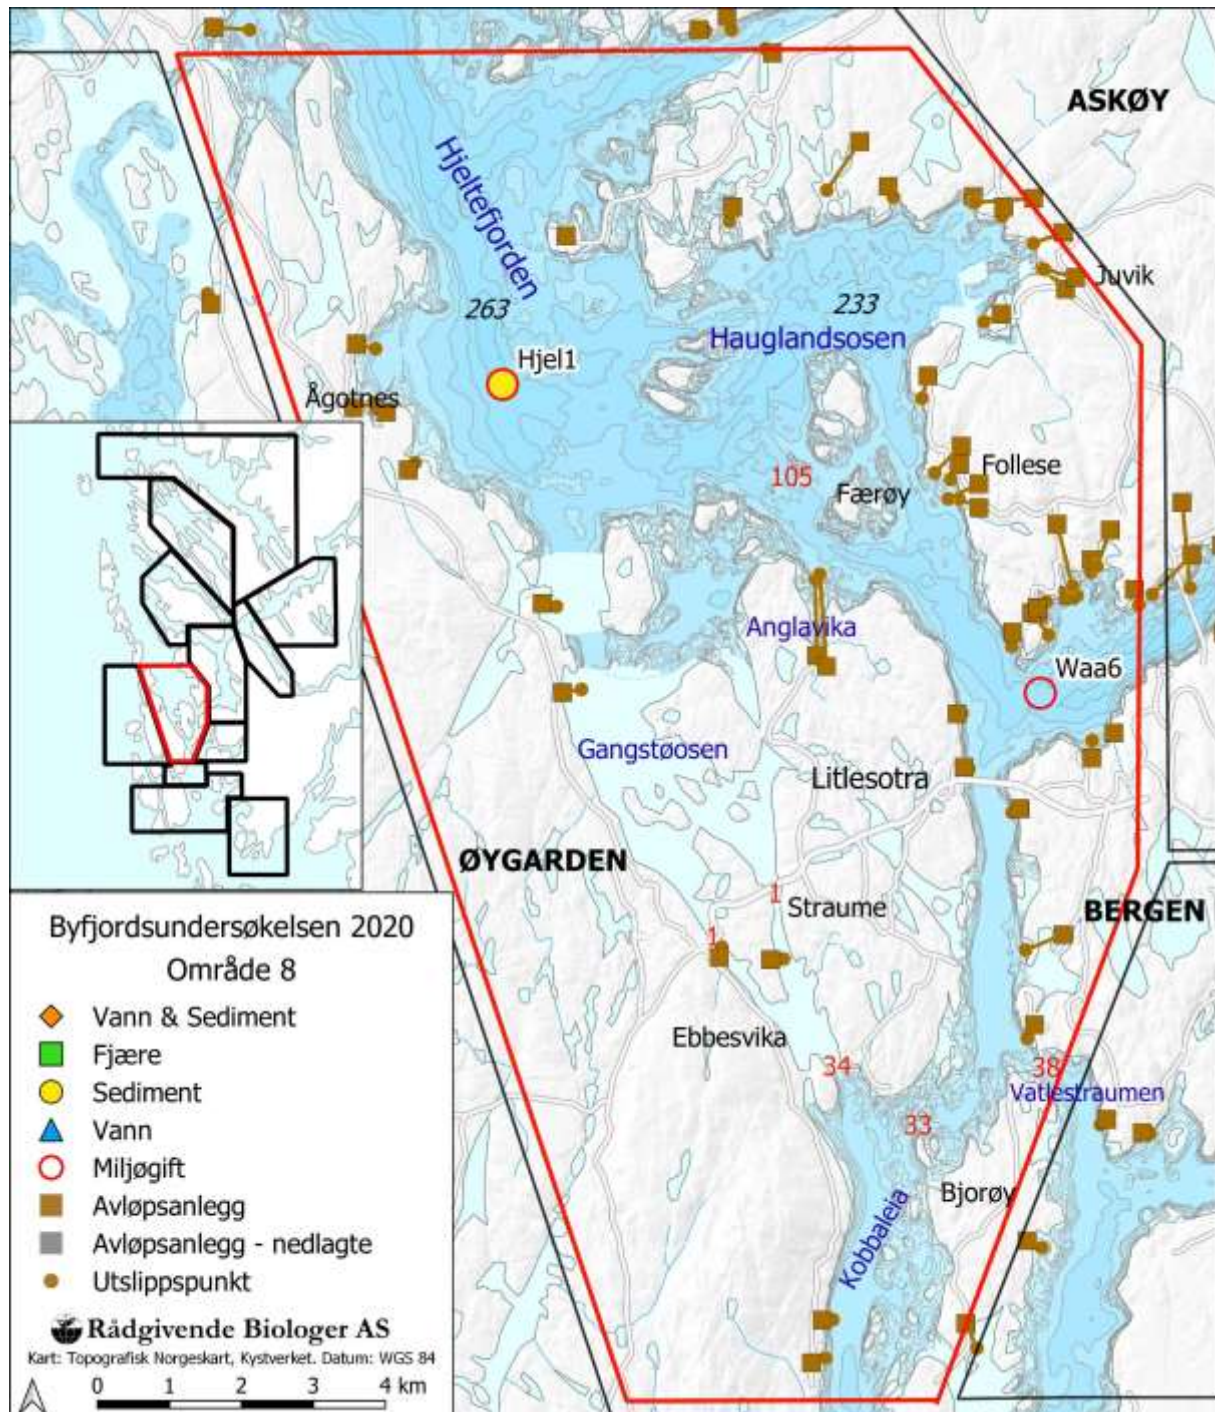 ASKØY
Hjeltefjorden
Juvik
263
233
Hauglandsosen
Hjel1
Ågotnes
Follese
105
Færøy
Anglavika
Waa6
Gangstøosen
Litlesotra
ØYGARDEN
1
Straume
BERGEN
1
Ebbesvika
34
38
Vatlestraumen
33
Bjorøy
Kobbaleia
Byfjordsundersøkelsen 2020
Område 8
Vann & Sediment
Fjære
Sediment
Vann
Miljøgift
Avløpsanlegg
Avløpsanlegg - nedlagte
Utslippspunkt
Rådgivende Biologer AS
Kart: Topografisk Norgeskart, Kystverket. Datum: WGS 84
0 1 2 3 4 km